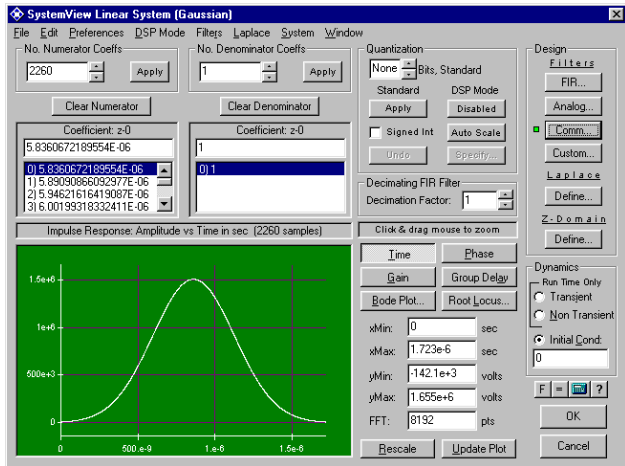 SystemView Linear System (Gaussian)
File Edit Preferences DSP Mode Filters Laplace System Window
No. Numerator Coeffs
2260
Apply
No. Denominator Coeffs
1
Apply
Clear Numerator
Clear Denominator
Coefficient: z-0
5.8360672189554E-06
0) 5.8360672189554E-06
1) 5.89090866092977E-06
2) 5.94621616419087E-06
3) 6.00199318332411E-06
Coefficient: z-0
1
0) 1
Quantization
None Bits, Standard
Standard DSP Mode
Apply Disabled
Signed Int Auto Scale
Undo Specify...
Decimating FIR Filter
Decimation Factor: 1
Design
Filters
FIR...
Analog...
Comm...
Custom...
Laplace
Define...
Z-Domain
Define...
Impulse Response: Amplitude vs Time in sec (2260 samples)
1.5e+6
1e+6
500e+3
0
0 500.e-9 1.e-6 1.5e-6
Click & drag mouse to zoom
Time Phase
Gain Group Delay
Bode Plot... Root Locus...
xMin: 0 sec
xMax: 1.723e-6 sec
yMin: -142.1e+3 volts
yMax: 1.655e+6 volts
FFT: 8192 pts
Rescale Update Plot
Dynamics
Run Time Only
Transient
Non Transient
Initial Cond:
0
F = ?
OK
Cancel